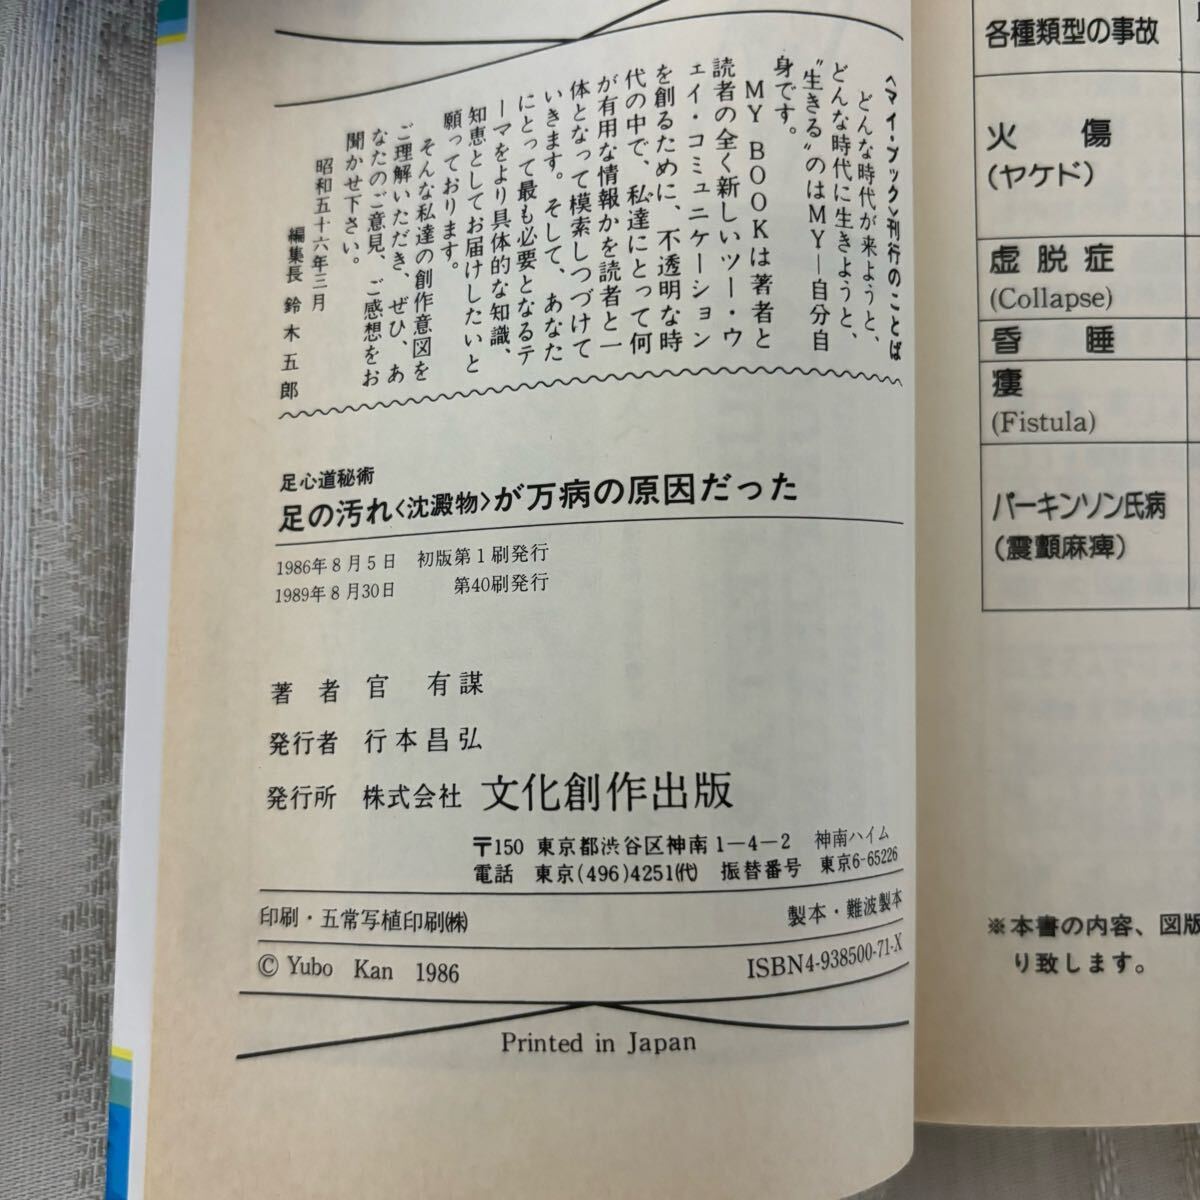 〈マイ・ブック〉刊行のことば
どんな時代が来ようと、
どんな時代に生きようと、
"生きる"のはMY―自分自
身です。
MY BOOKは著者と
読者の全く新しいツー・ウ
ェイ・コミュニケーション
を創るために、不透明な時
代の中で、私達にとって何
が有用な情報かを読者と一
体となって模索しつづけて
いきます。そして、あなた
にとって最も必要となるテ
ーマをより具体的な知識、
知恵としてお届けしたいと
願っております。
そんな私達の創作意図を
ご理解いただき、ぜひ、あ
なたのご意見、ご感想をお
聞かせ下さい。
昭和五十六年三月
編集長 鈴木五郎
足心道秘術
足の汚れ〈沈澱物〉が万病の原因だった
1986年8月5日 初版第1刷発行
1989年8月30日 第40刷発行
著者 官 有謀
発行者 行本昌弘
発行所 株式会社 文化創作出版
〒150 東京都渋谷区神南1―4―2 神南ハイム
電話 東京(496)4251(代) 振替番号 東京6-65226
印刷・五常写植印刷㈱ 製本・難波製本
© Yubo Kan 1986 ISBN4-938500-71-X
Printed in Japan
各種類型の事故
火傷
(ヤケド)
虚脱症
(Collapse)
昏睡
瘻
(Fistula)
パーキンソン氏病
(震顫麻痺)
※本書の内容、図版
り致します。